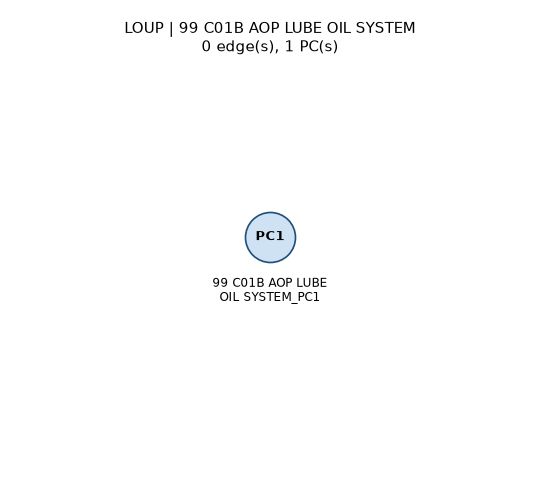 LOUP | 99 C01B AOP LUBE OIL SYSTEM
0 edge(s), 1 PC(s)
PC1
99 C01B AOP LUBE
OIL SYSTEM_PC1